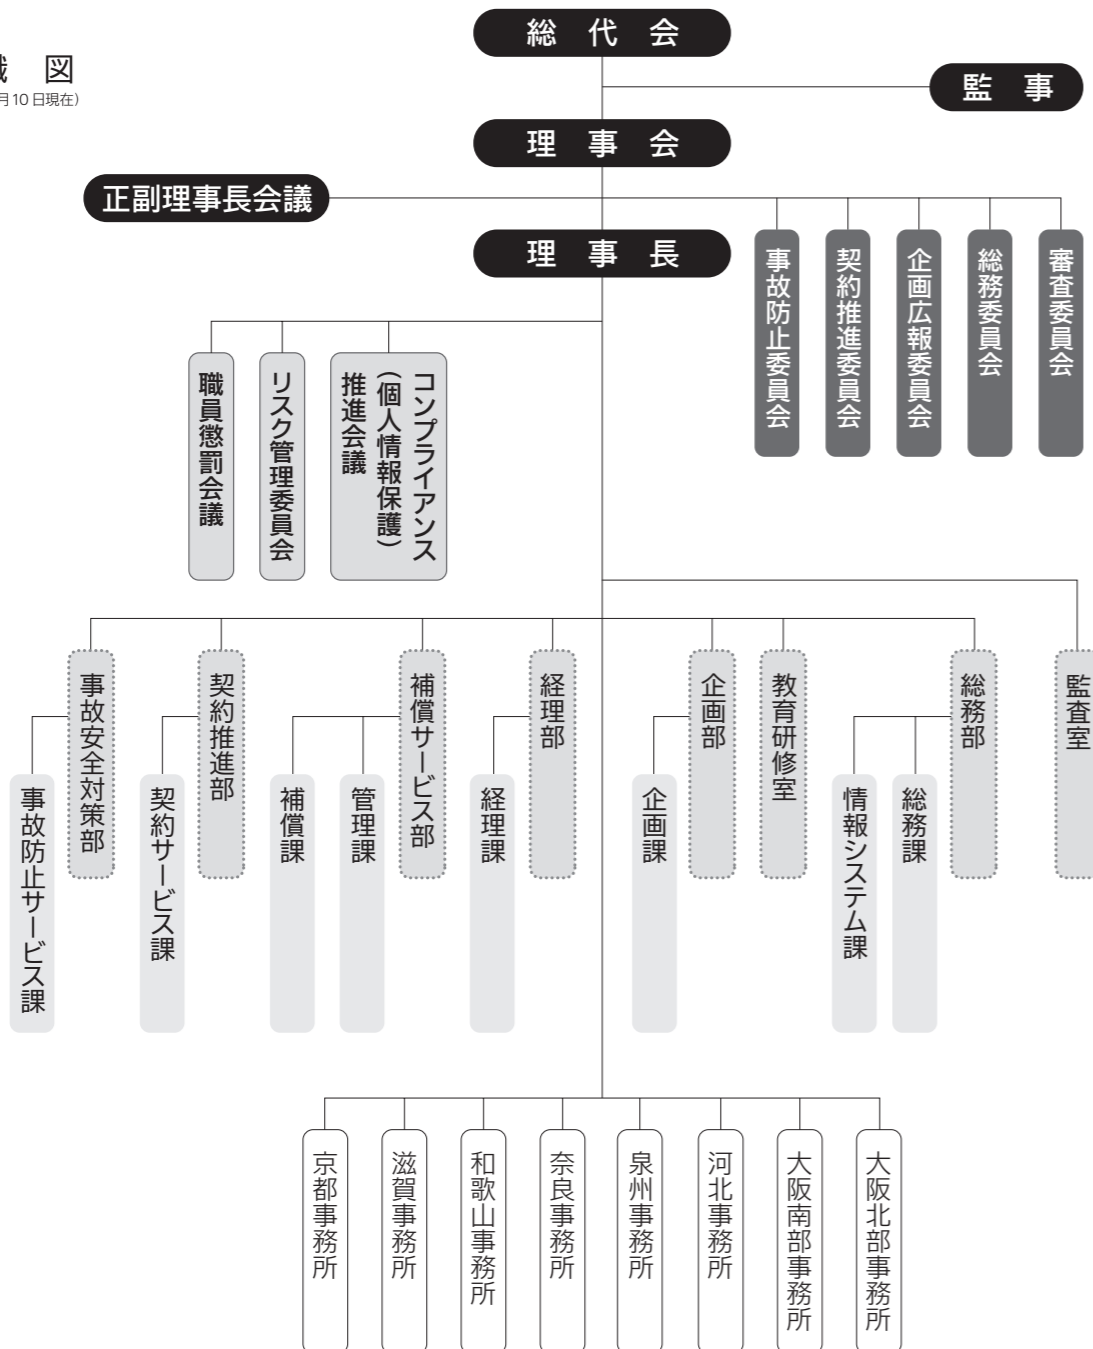 総代会
図
月10日現在）
監事
理事会
正副理事長会議
理事長
審査委員会
総務委員会
企画広報委員会
契約推進委員会
事故防止委員会
コンプライアンス
（個人情報保護）
推進会議
リスク管理委員会
職員懲罰会議
監査室
総務部
教育研修室
企画部
経理部
補償サービス部
契約推進部
事故安全対策部
総務課
情報システム課
企画課
経理課
管理課
補償課
契約サービス課
事故防止サービス課
大阪北部事務所
大阪南部事務所
河北事務所
泉州事務所
奈良事務所
和歌山事務所
滋賀事務所
京都事務所